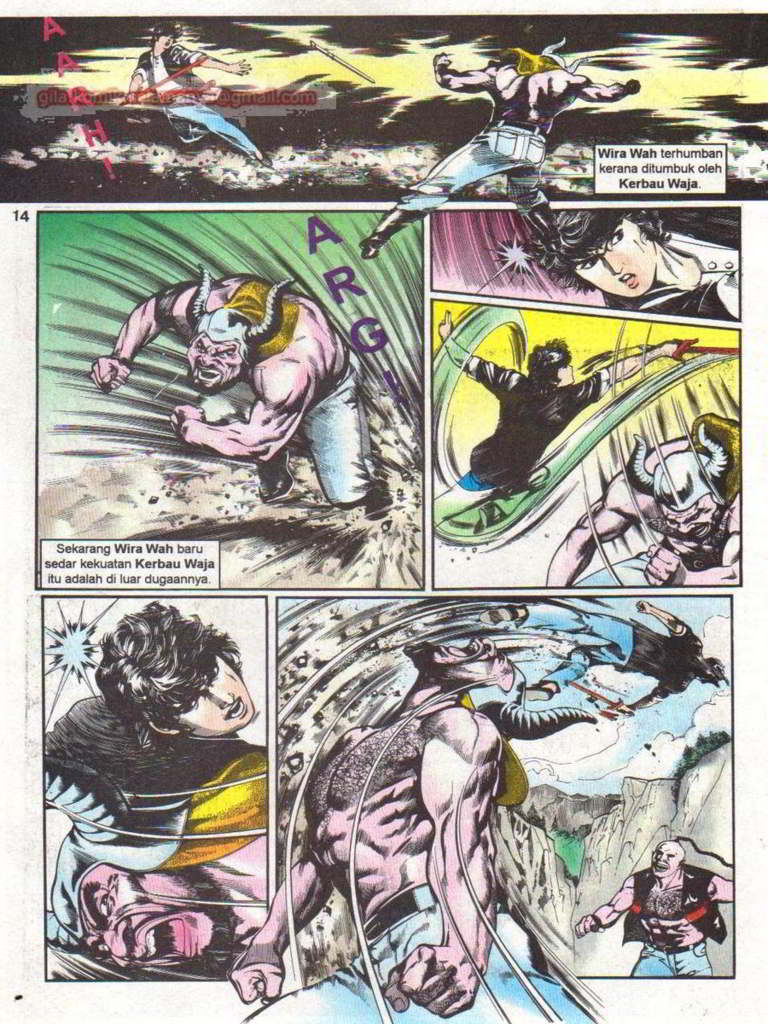 AARH!
Wira Wah terhumban
kerana ditumbuk oleh
Kerbau Waja.
14
ARG!
Sekarang Wira Wah baru
sedar kekuatan Kerbau Waja
itu adalah di luar dugaannya.